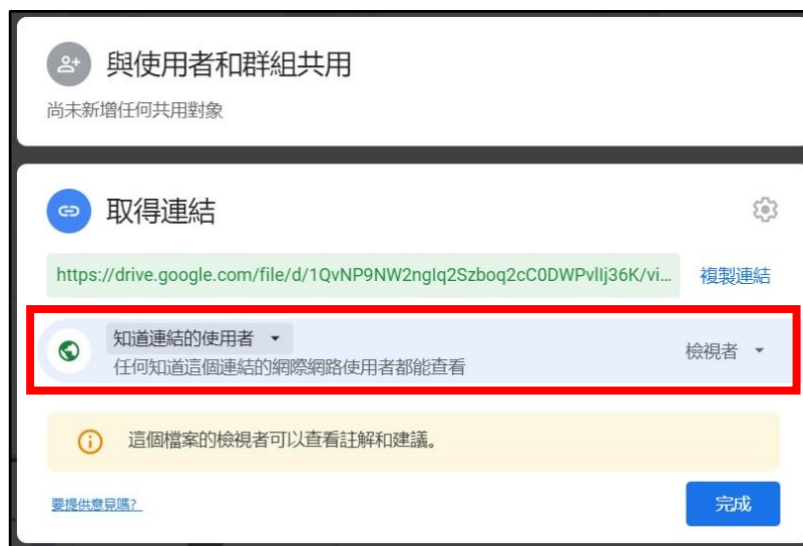 與使用者和群組共用
尚未新增任何共用對象
取得連結
https://drive.google.com/file/d/1QvNP9NW2nglq2Szboq2cC0DWPvllj36K/vi... 複製連結
知道連結的使用者
任何知道這個連結的網際網路使用者都能查看 檢視者
這個檔案的檢視者可以查看註解和建議。
要提供意見嗎? 完成